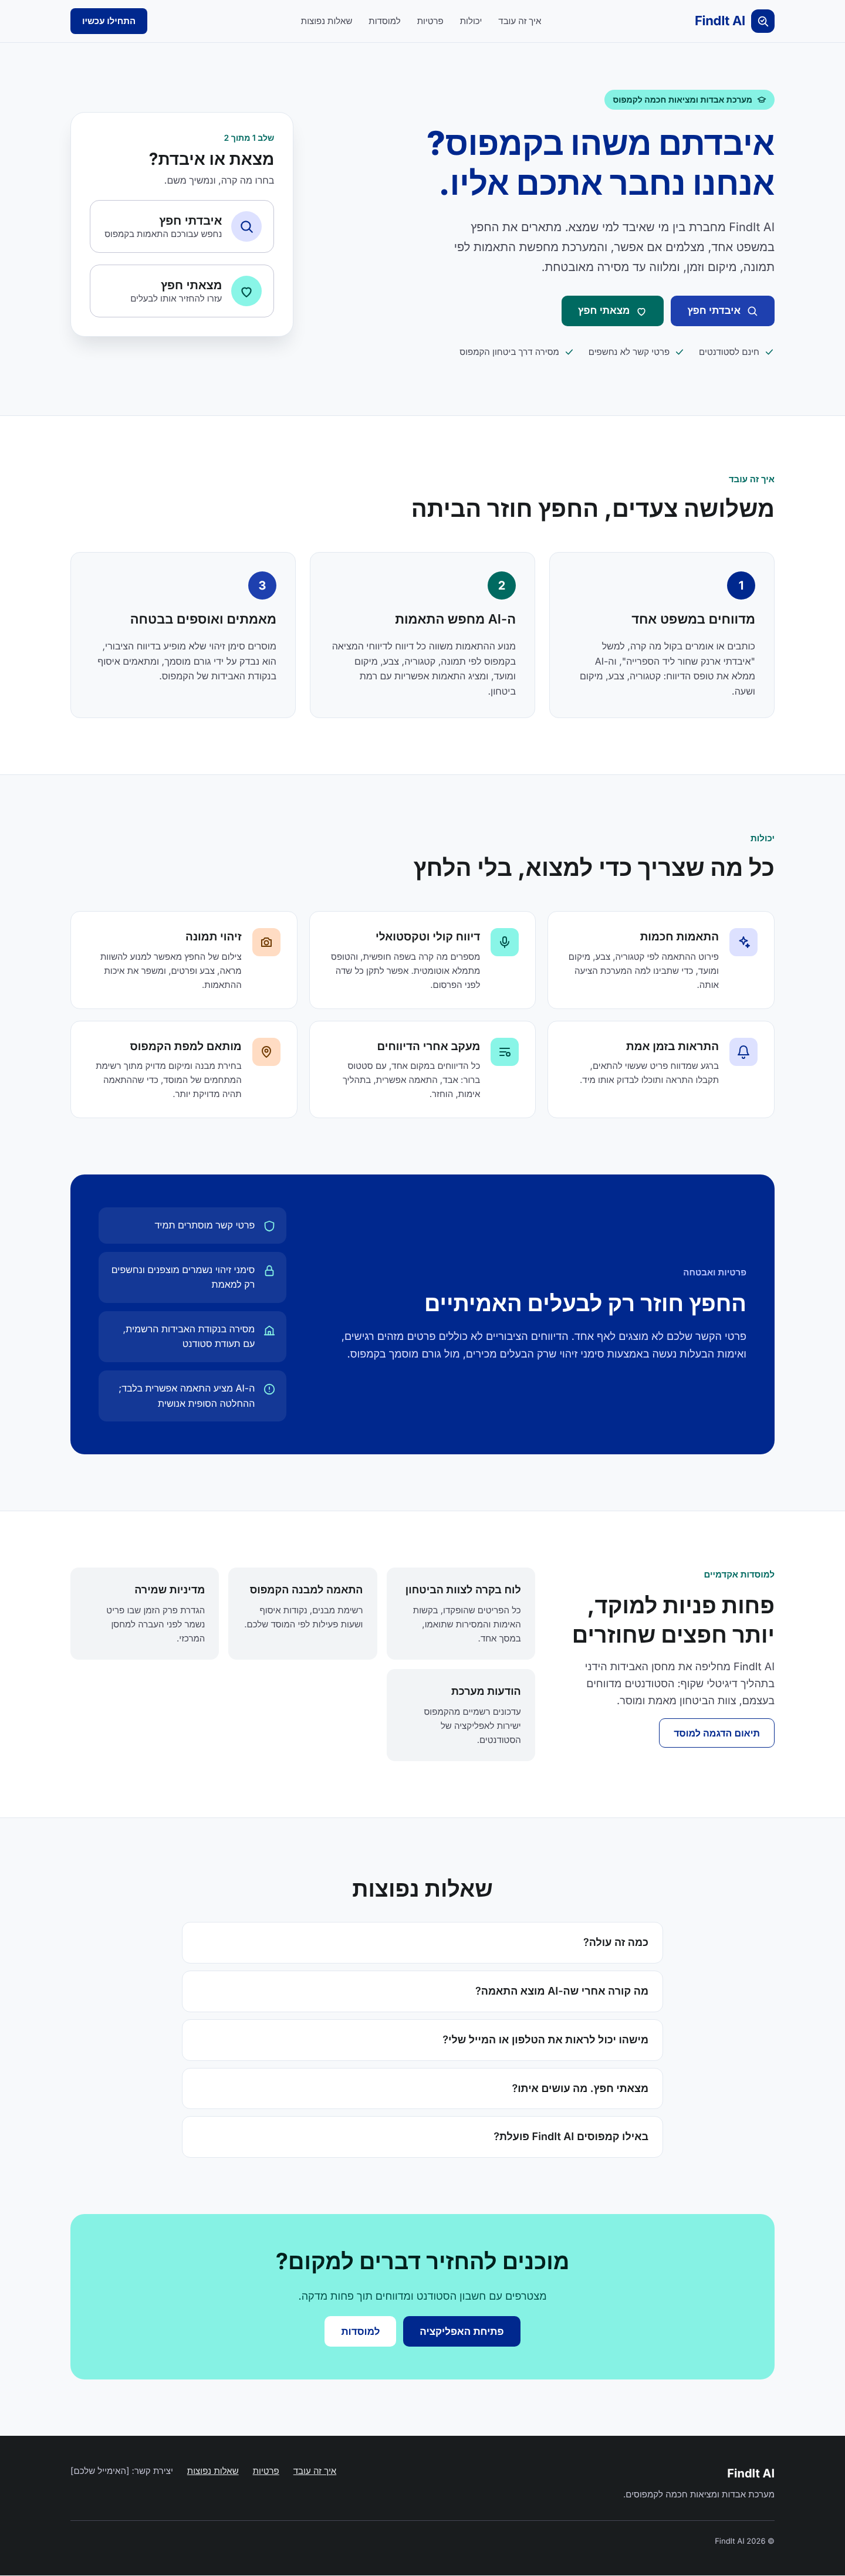 FindIt AI
איך זה עובד
יכולות
פרטיות
למוסדות
שאלות נפוצות
התחילו עכשיו
מערכת אבדות ומציאות חכמה לקמפוס
איבדתם משהו בקמפוס?
אנחנו נחבר אתכם אליו.
FindIt AI מחברת בין מי שאיבד למי שמצא. מתארים את החפץ
במשפט אחד, מצלמים אם אפשר, והמערכת מחפשת התאמות לפי
תמונה, מיקום וזמן, ומלווה עד מסירה מאובטחת.
איבדתי חפץ
מצאתי חפץ
חינם לסטודנטים
פרטי קשר לא נחשפים
מסירה דרך ביטחון הקמפוס
שלב 1 מתוך 2
מצאת או איבדת?
בחרו מה קרה, ונמשיך משם.
איבדתי חפץ
נחפש עבורכם התאמות בקמפוס
מצאתי חפץ
עזרו להחזיר אותו לבעלים
איך זה עובד
משלושה צעדים, החפץ חוזר הביתה
1
מדווחים במשפט אחד
כותבים או אומרים בקול מה קרה, למשל
"איבדתי ארנק שחור ליד הספרייה", וה-AI
ממלא את טופס הדיווח: קטגוריה, צבע, מיקום
ושעה.
2
ה-AI מחפש התאמות
מנוע ההתאמות משווה כל דיווח לדיווחי המציאה
בקמפוס לפי תמונה, קטגוריה, צבע, מיקום
ומועד, ומציג התאמות אפשריות עם רמת
ביטחון.
3
מאמתים ואוספים בבטחה
מוסרים סימן זיהוי שלא מופיע בדיווח הציבורי,
הוא נבדק על ידי גורם מוסמך, ומתאמים איסוף
בנקודת האבידות של הקמפוס.
יכולות
כל מה שצריך כדי למצוא, בלי הלחץ
התאמות חכמות
פירוט ההתאמה לפי קטגוריה, צבע, מיקום
ומועד, כדי שתבינו למה המערכת הציעה
אותה.
דיווח קולי וטקסטואלי
מספרים מה קרה בשפה חופשית, והטופס
מתמלא אוטומטית. אפשר לתקן כל שדה
לפני הפרסום.
זיהוי תמונה
צילום של החפץ מאפשר למנוע להשוות
מראה, צבע ופרטים, ומשפר את איכות
ההתאמות.
התראות בזמן אמת
ברגע שמדווח פריט שעשוי להתאים,
תקבלו התראה ותוכלו לבדוק אותו מיד.
מעקב אחרי הדיווחים
כל הדיווחים במקום אחד, עם סטטוס
ברור: אבד, התאמה אפשרית, בתהליך
אימות, הוחזר.
מותאם למפת הקמפוס
בחירת מבנה ומיקום מדויק מתוך רשימת
המתחמים של המוסד, כדי שההתאמה
תהיה מדויקת יותר.
פרטיות ואבטחה
החפץ חוזר רק לבעלים האמיתיים
פרטי הקשר שלכם לא מוצגים לאף אחד. הדיווחים הציבוריים לא כוללים פרטים מזהים רגישים,
ואימות הבעלות נעשה באמצעות סימני זיהוי שרק הבעלים מכירים, מול גורם מוסמך בקמפוס.
פרטי קשר מוסתרים תמיד
סימני זיהוי נשמרים מוצפנים ונחשפים
רק למאמת
מסירה בנקודת האבידות הרשמית,
עם תעודת סטודנט
ה-AI מציע התאמה אפשרית בלבד;
ההחלטה הסופית אנושית
למוסדות אקדמיים
פחות פניות למוקד,
יותר חפצים שחוזרים
FindIt AI מחליפה את מחסן האבידות הידני
בתהליך דיגיטלי שקוף: הסטודנטים מדווחים
בעצמם, צוות הביטחון מאמת ומוסר.
תיאום הדגמה למוסד
לוח בקרה לצוות הביטחון
כל הפריטים שהופקדו, בקשות
האימות והמסירות שתואמו,
במסך אחד.
התאמה למבנה הקמפוס
רשימת מבנים, נקודות איסוף
ושעות פעילות לפי המוסד שלכם.
מדיניות שמירה
הגדרת פרק הזמן שבו פריט
נשמר לפני העברה למחסן
המרכזי.
הודעות מערכת
עדכונים רשמיים מהקמפוס
ישירות לאפליקציה של
הסטודנטים.
שאלות נפוצות
כמה זה עולה?
מה קורה אחרי שה-AI מוצא התאמה?
מישהו יכול לראות את הטלפון או המייל שלי?
מצאתי חפץ. מה עושים איתו?
באילו קמפוסים FindIt AI פועלת?
מוכנים להחזיר דברים למקום?
מצטרפים עם חשבון הסטודנט ומדווחים תוך פחות מדקה.
פתיחת האפליקציה
למוסדות
FindIt AI
מערכת אבדות ומציאות חכמה לקמפוסים.
איך זה עובד
פרטיות
שאלות נפוצות
יצירת קשר: [האימייל שלכם]
© 2026 FindIt AI